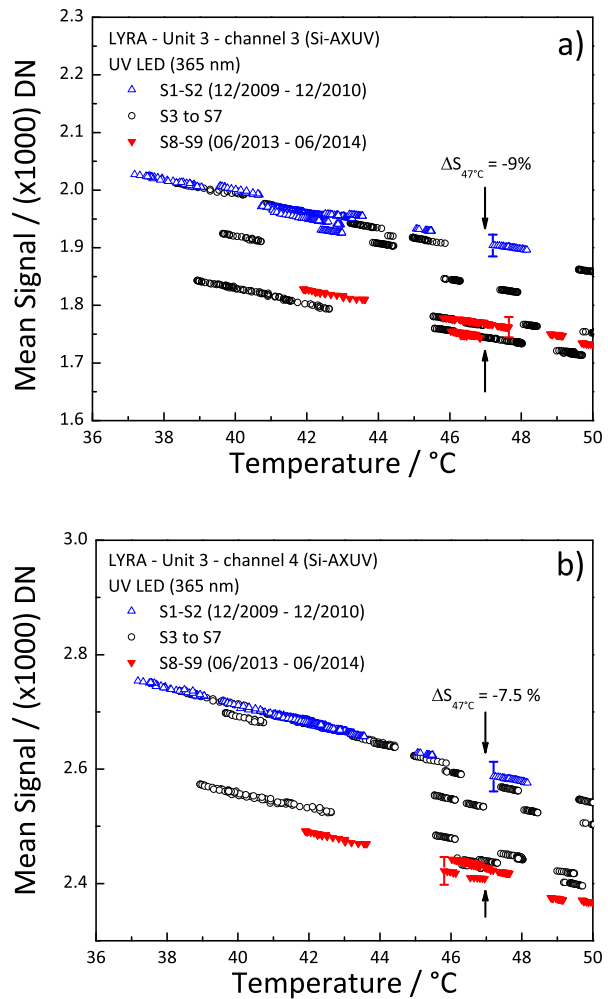 2.3
LYRA - Unit 3 - channel 3 (Si-AXUV)
a)
UV LED (365 nm)
2.2
S1-S2 (12/2009 - 12/2010)
S3 to S7
2.1
S8-S9 (06/2013 - 06/2014)
ΔS47°C = -9%
2.0
1.9
1.8
1.7
1.6
Mean Signal / (x1000) DN
36 38 40 42 44 46 48 50
Temperature / °C
3.0
LYRA - Unit 3 - channel 4 (Si-AXUV)
b)
UV LED (365 nm)
S1-S2 (12/2009 - 12/2010)
S3 to S7
2.8
S8-S9 (06/2013 - 06/2014)
ΔS47°C = -7.5 %
2.6
2.4
Mean Signal / (x1000) DN
36 38 40 42 44 46 48 50
Temperature / °C